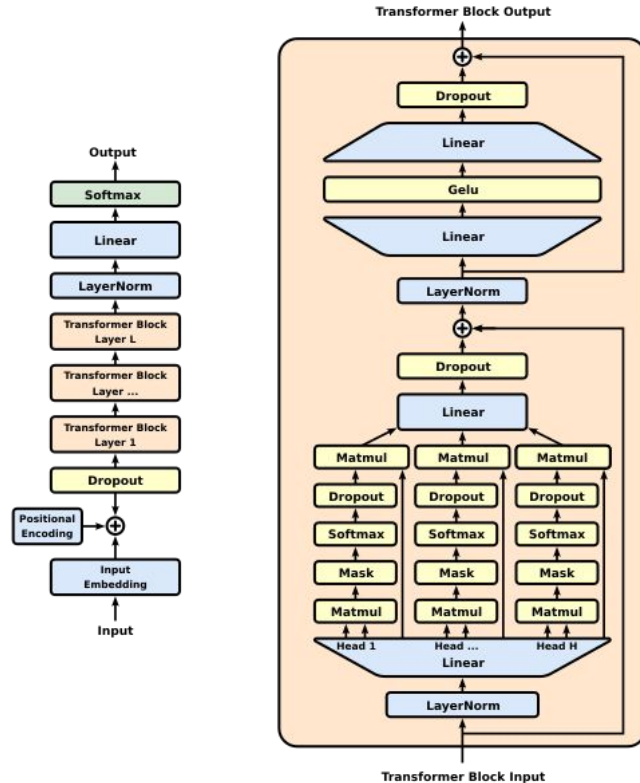 Output
Softmax
Linear
LayerNorm
Transformer Block
Layer L
Transformer Block
Layer ...
Transformer Block
Layer 1
Dropout
Positional
Encoding
Input
Embedding
Input
Transformer Block Output
Dropout
Linear
Gelu
Linear
LayerNorm
Dropout
Linear
Matmul Matmul Matmul
Dropout Dropout Dropout
Softmax Softmax Softmax
Mask Mask Mask
Matmul Matmul Matmul
Head 1 Head ... Head H
Linear
LayerNorm
Transformer Block Input